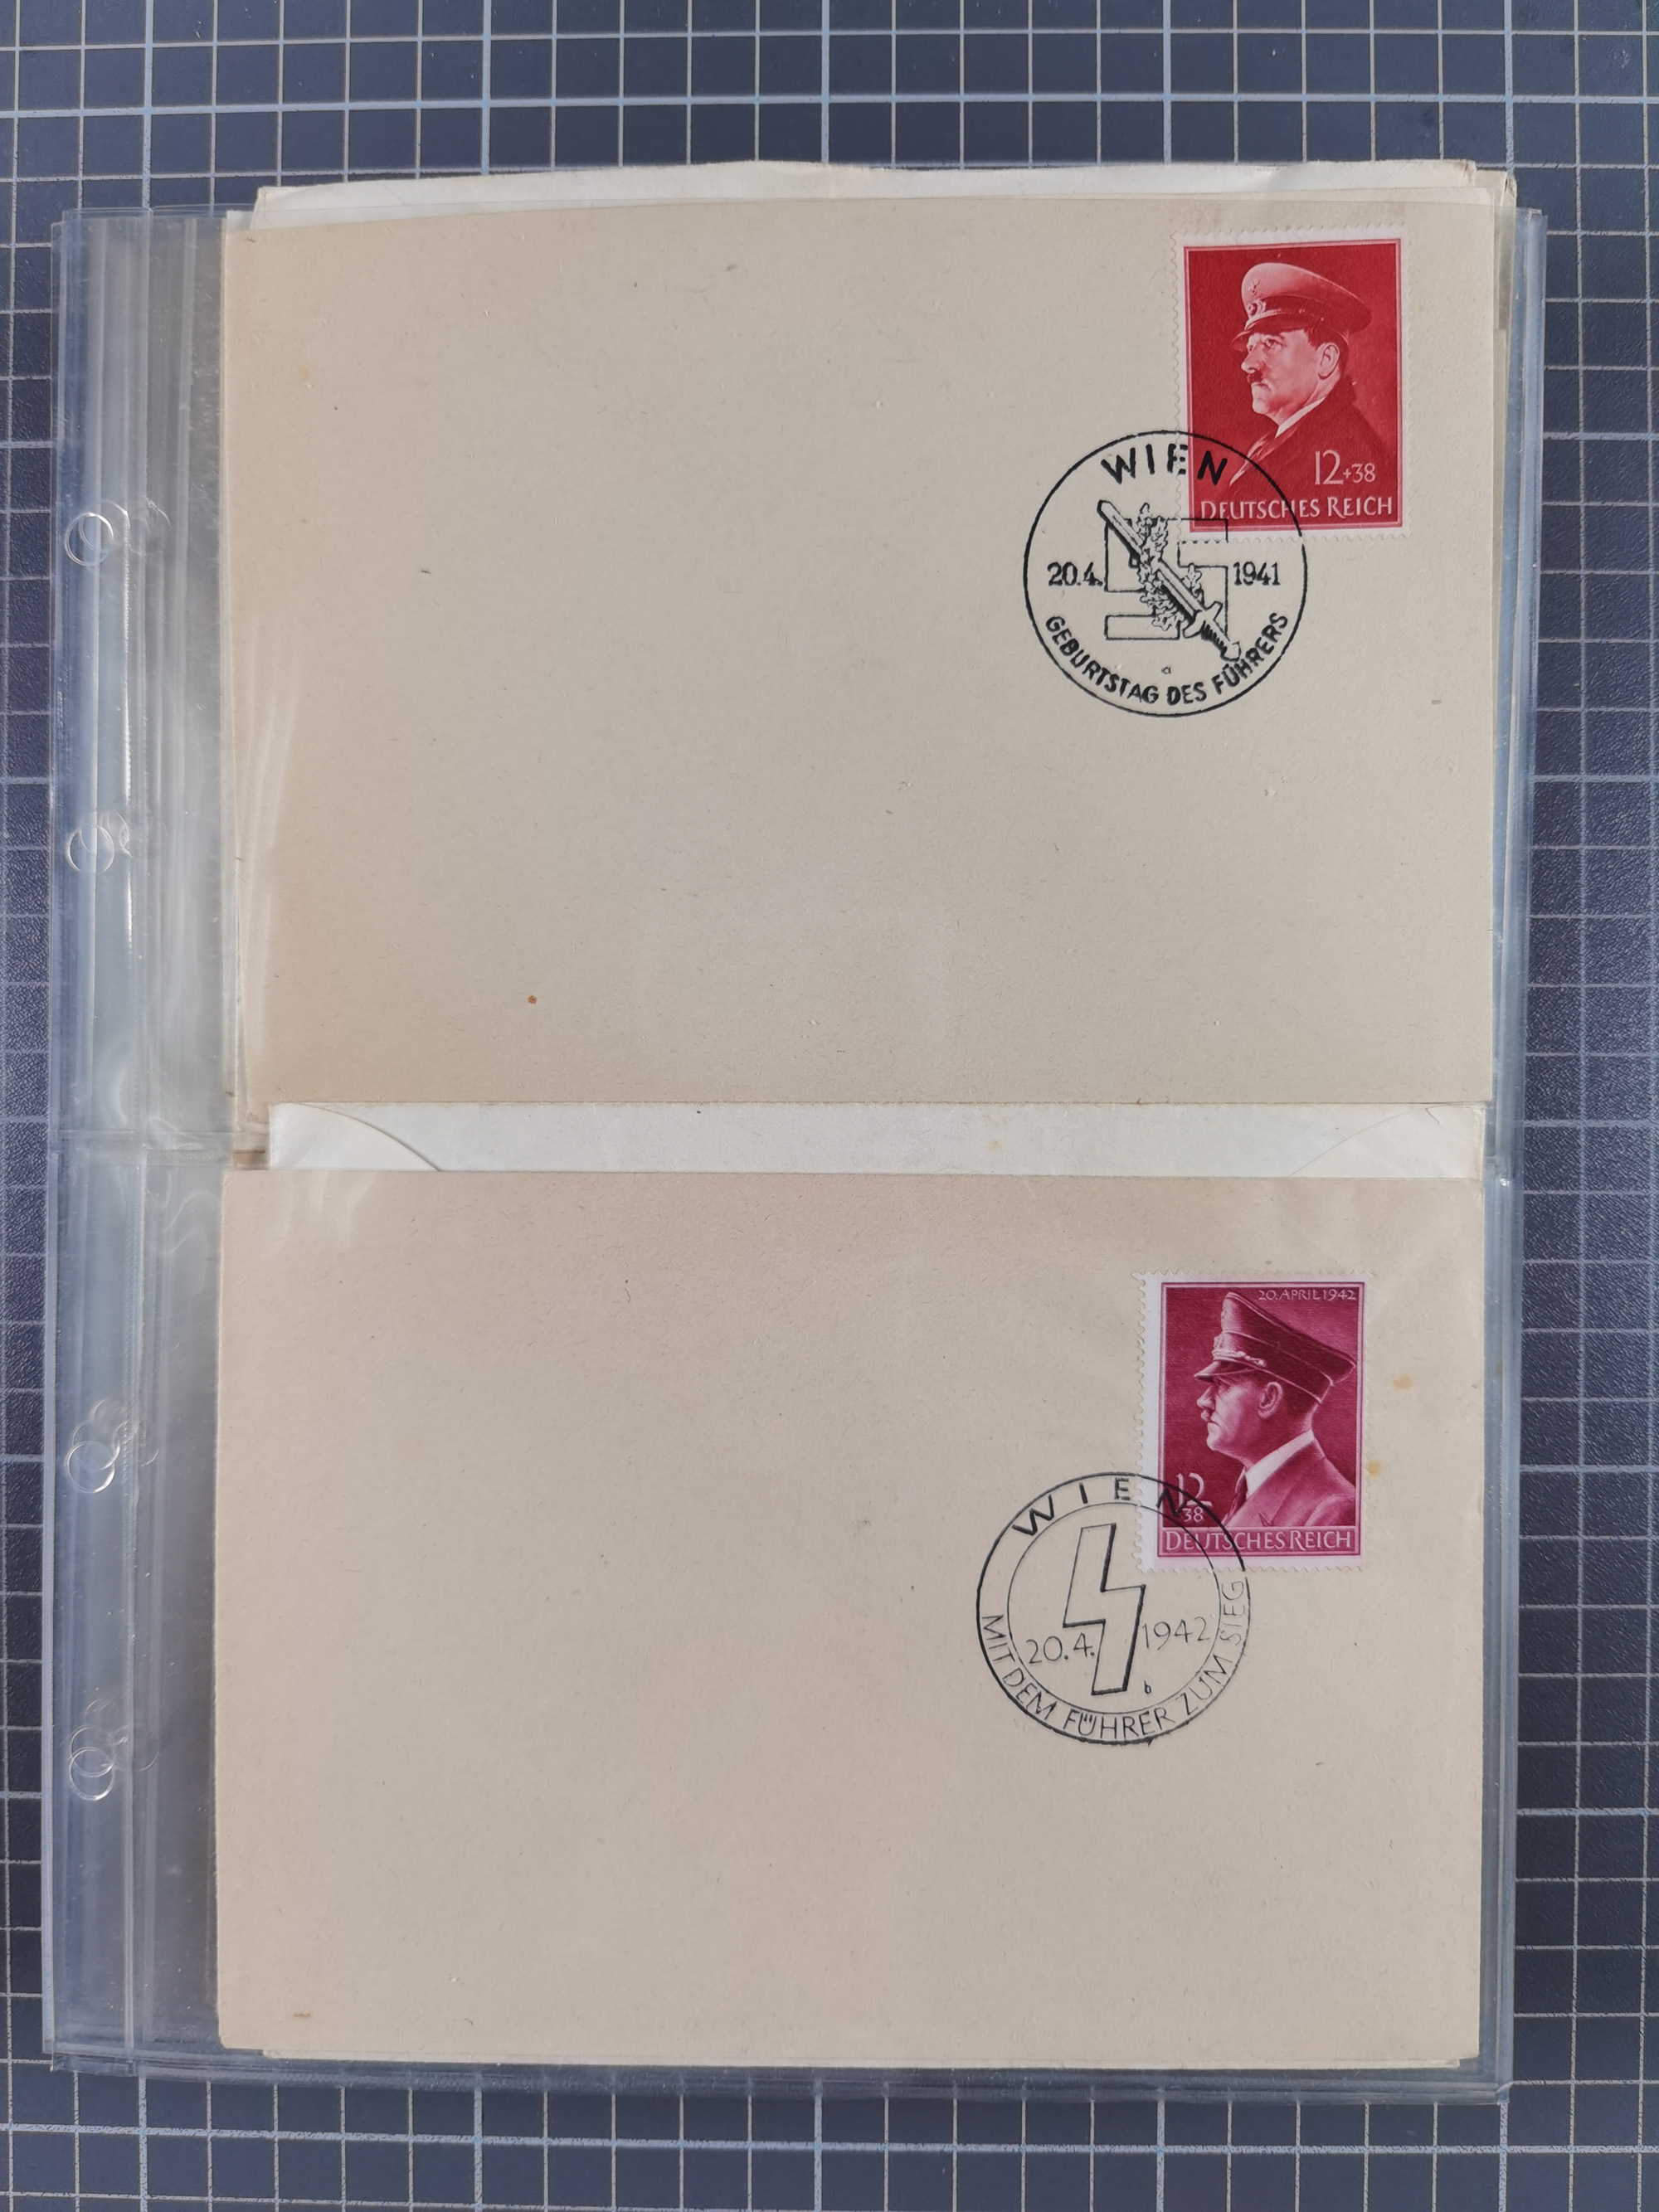 12+38
DEUTSCHES REICH
WIEN
20.4. 1941
a
GEBURTSTAG DES FÜHRERS
20. APRIL 1942
12
38
DEUTSCHES REICH
WIEN
20.4. 1942
b
MIT DEM FÜHRER ZUM SIEG